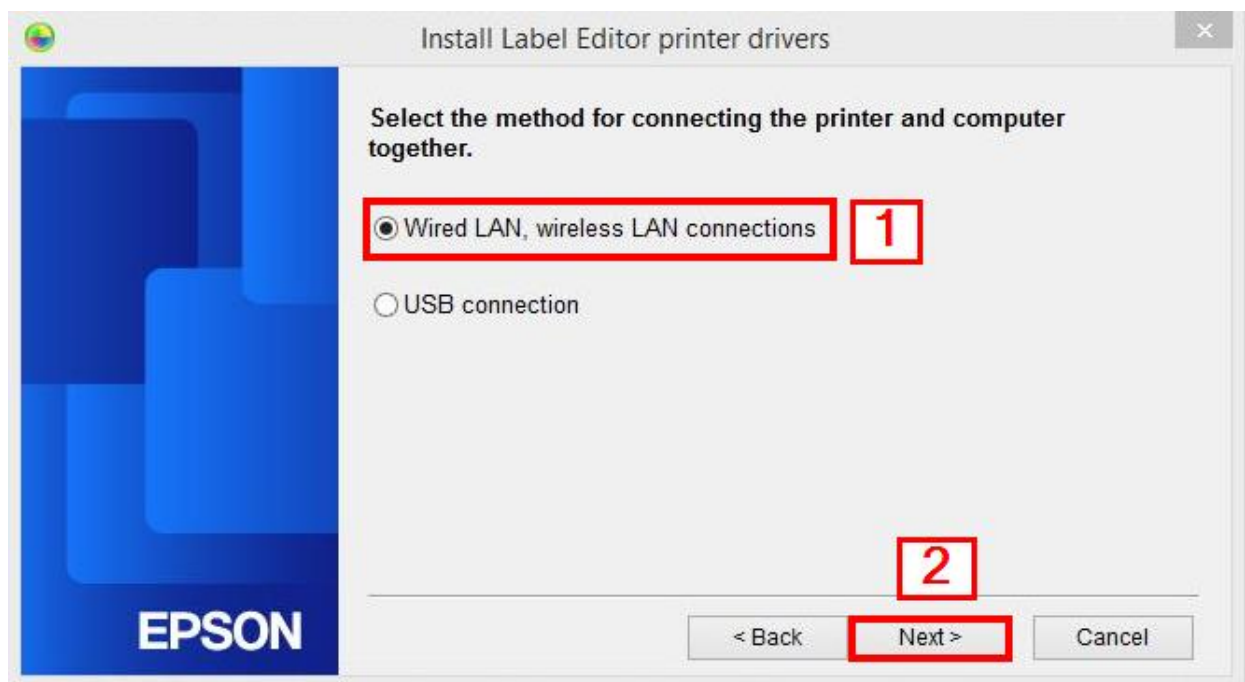 Install Label Editor printer drivers
Select the method for connecting the printer and computer
together.
Wired LAN, wireless LAN connections
1
USB connection
2
EPSON
< Back
Next >
Cancel